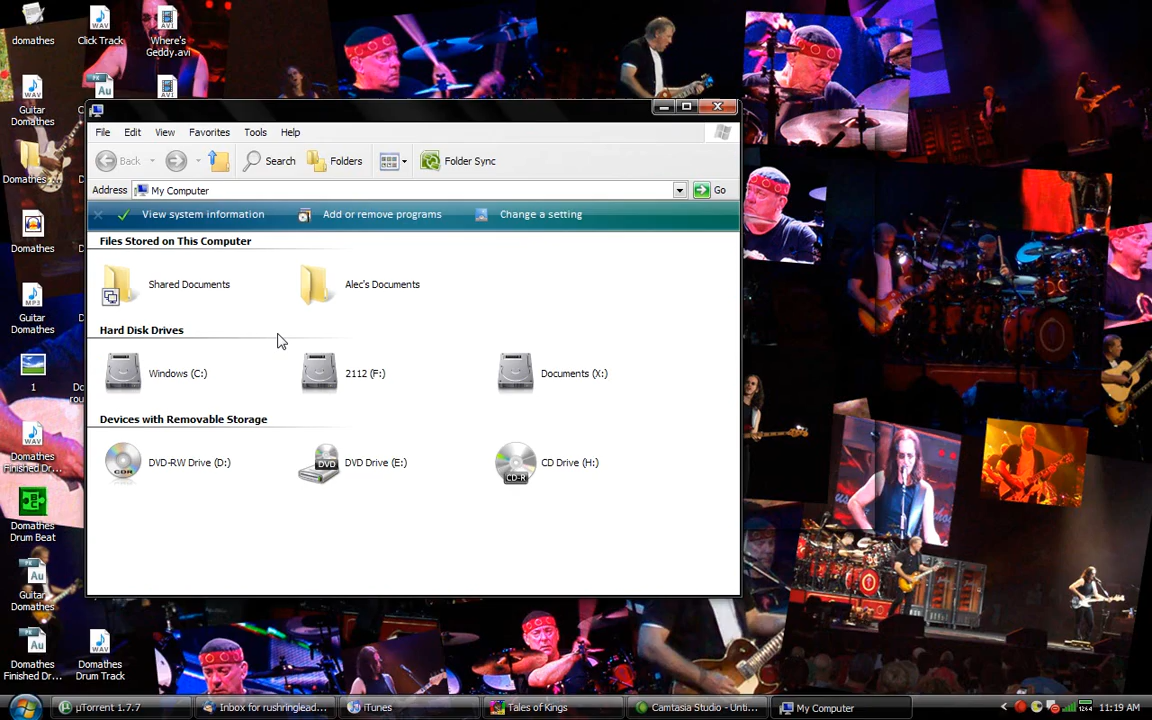 domathes
Click Track
Where's
Geddy.avi
Guitar
Domathes
Domathes
Domathes
Guitar
Domathes
1
Domathes
Finished Dr...
Domathes
Drum Beat
Guitar
Domathes
Domathes
Finished Dr...
Domathes
Drum Track
File Edit View Favorites Tools Help
Back Search Folders Folder Sync
Address My Computer Go
View system information Add or remove programs Change a setting
Files Stored on This Computer
Shared Documents Alec's Documents
Hard Disk Drives
Windows (C:) 2112 (F:) Documents (X:)
Devices with Removable Storage
DVD-RW Drive (D:) DVD Drive (E:) CD Drive (H:)
µTorrent 1.7.7 Inbox for rushringlead... iTunes Tales of Kings Camtasia Studio - Unti... My Computer 11:19 AM